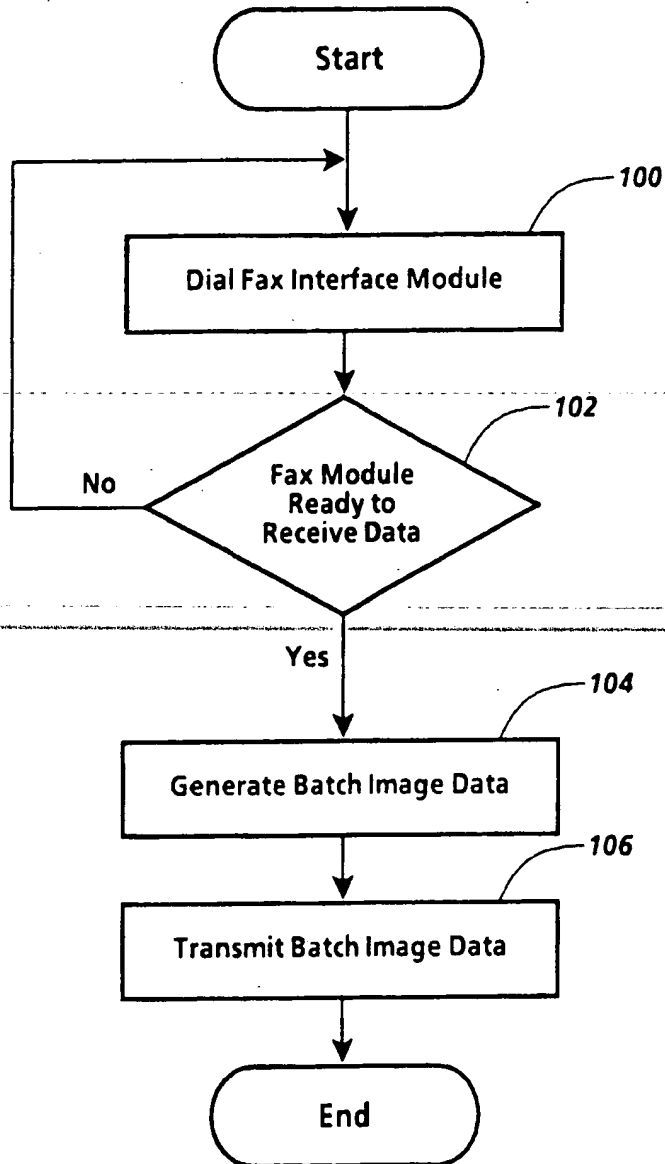 Start
100
Dial Fax Interface Module
102
Fax Module
Ready to
Receive Data
No
Yes
104
Generate Batch Image Data
106
Transmit Batch Image Data
End